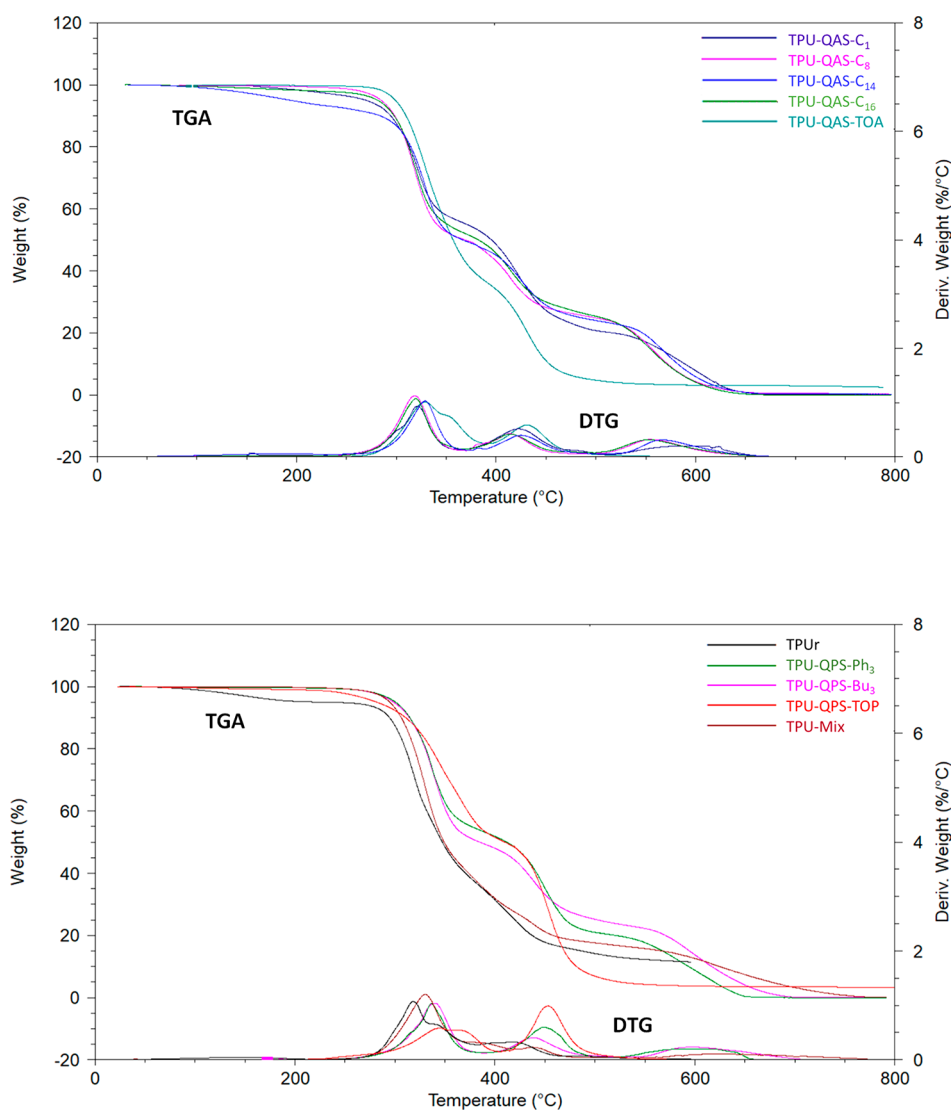 120
100
80
60
40
20
0
-20
Weight (%)
8
6
4
2
0
Deriv. Weight (%/°C)
TPU-QAS-C₁
TPU-QAS-C₈
TPU-QAS-C₁₄
TPU-QAS-C₁₆
TPU-QAS-TOA
TGA
DTG
0 200 400 600 800
Temperature (°C)
120
100
80
60
40
20
0
-20
Weight (%)
8
6
4
2
0
Deriv. Weight (%/°C)
TPUr
TPU-QPS-Ph₃
TPU-QPS-Bu₃
TPU-QPS-TOP
TPU-Mix
TGA
DTG
0 200 400 600 800
Temperature (°C)